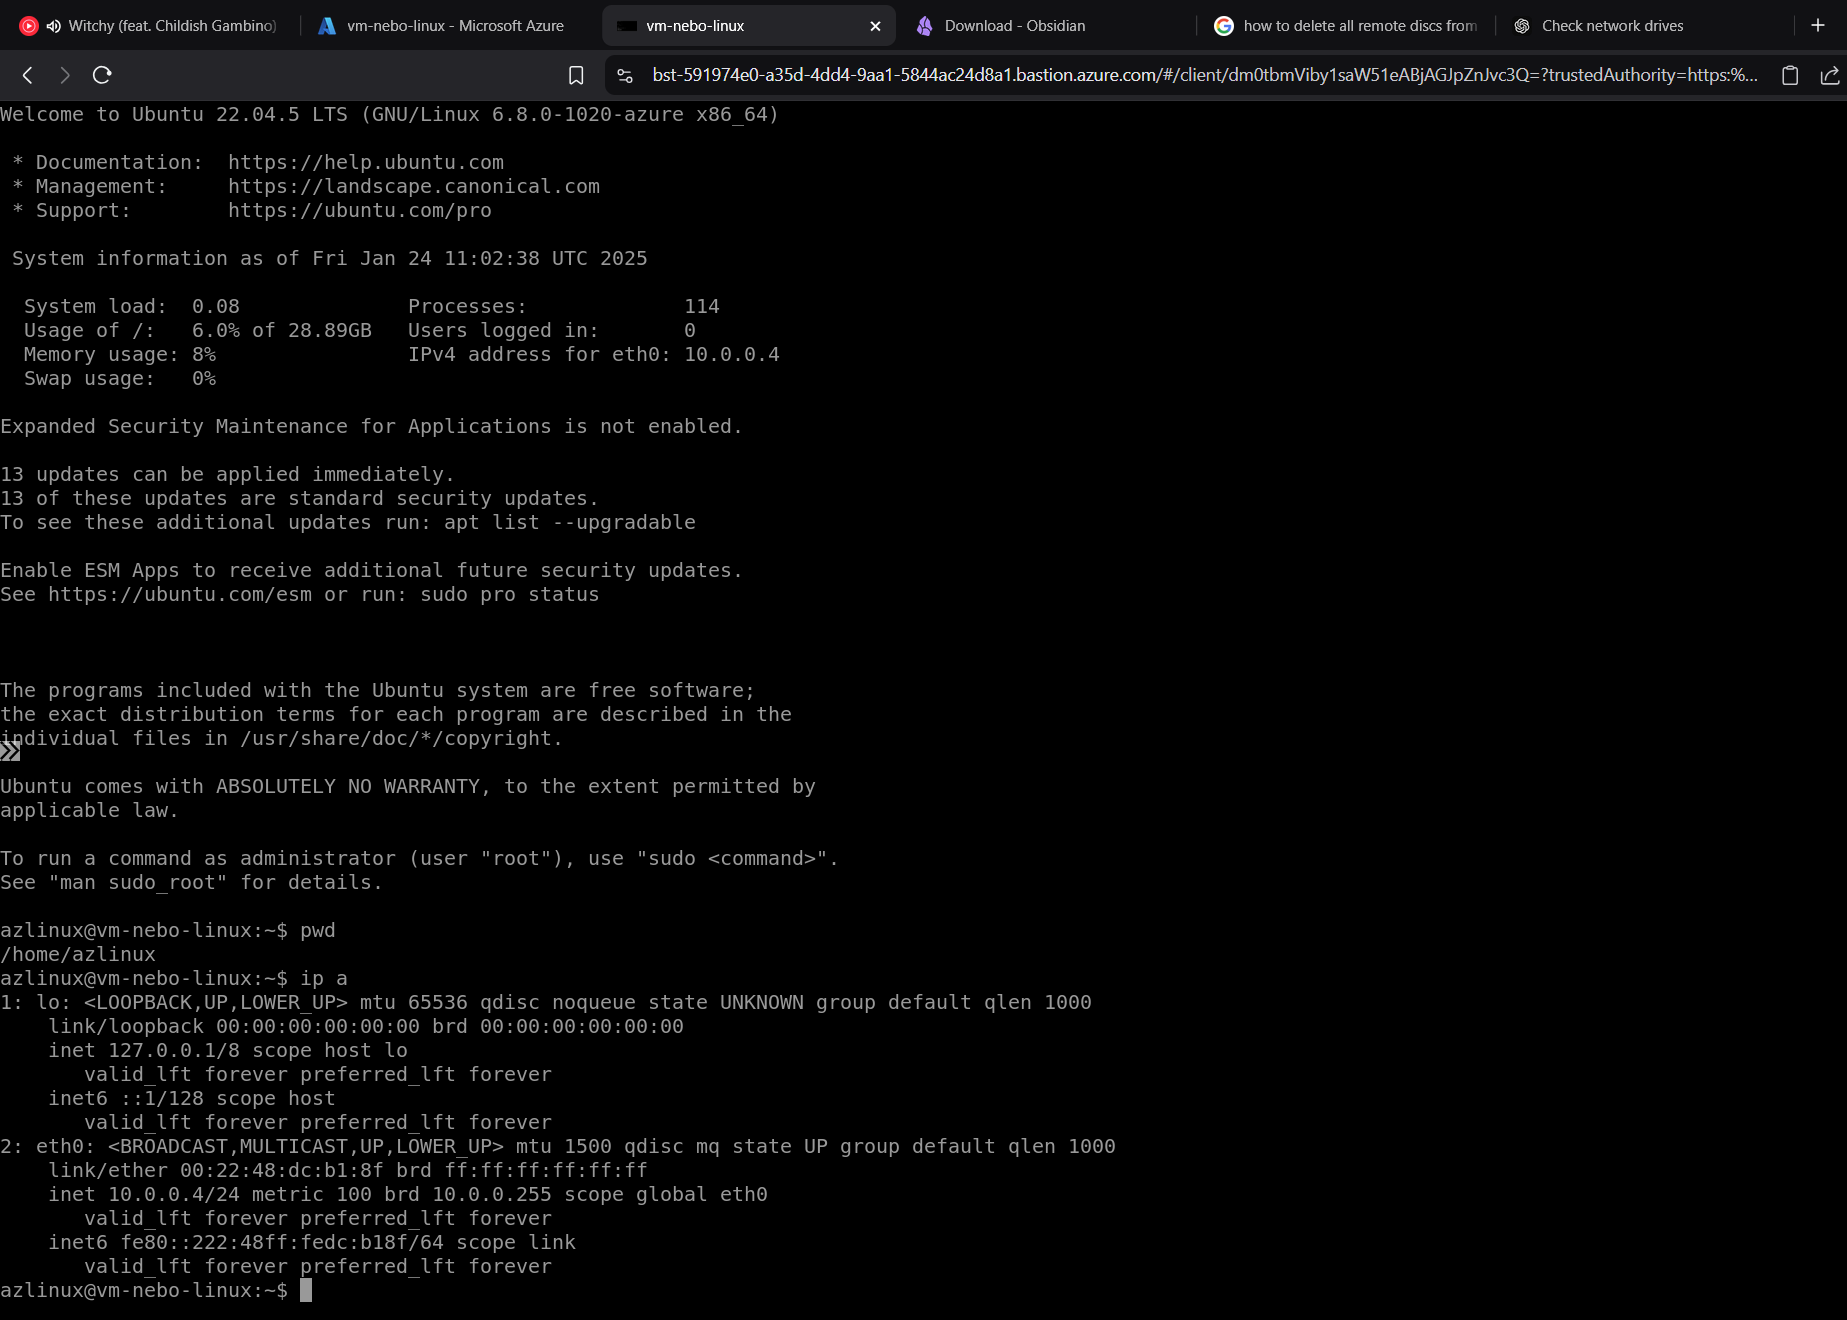 Witchy (feat. Childish Gambino)
vm-nebo-linux - Microsoft Azure
vm-nebo-linux
Download - Obsidian
how to delete all remote discs from
Check network drives
bst-591974e0-a35d-4dd4-9aa1-5844ac24d8a1.bastion.azure.com/#/client/dm0tbmViby1saW51eABjAGJpZnJvc3Q=?trustedAuthority=https:%...
Welcome to Ubuntu 22.04.5 LTS (GNU/Linux 6.8.0-1020-azure x86_64)
* Documentation:  https://help.ubuntu.com
* Management:     https://landscape.canonical.com
* Support:        https://ubuntu.com/pro
System information as of Fri Jan 24 11:02:38 UTC 2025
System load:  0.08              Processes:             114
Usage of /:   6.0% of 28.89GB   Users logged in:       0
Memory usage: 8%                IPv4 address for eth0: 10.0.0.4
Swap usage:   0%
Expanded Security Maintenance for Applications is not enabled.
13 updates can be applied immediately.
13 of these updates are standard security updates.
To see these additional updates run: apt list --upgradable
Enable ESM Apps to receive additional future security updates.
See https://ubuntu.com/esm or run: sudo pro status
The programs included with the Ubuntu system are free software;
the exact distribution terms for each program are described in the
individual files in /usr/share/doc/*/copyright.
Ubuntu comes with ABSOLUTELY NO WARRANTY, to the extent permitted by
applicable law.
To run a command as administrator (user "root"), use "sudo <command>".
See "man sudo_root" for details.
azlinux@vm-nebo-linux:~$ pwd
/home/azlinux
azlinux@vm-nebo-linux:~$ ip a
1: lo: <LOOPBACK,UP,LOWER_UP> mtu 65536 qdisc noqueue state UNKNOWN group default qlen 1000
link/loopback 00:00:00:00:00:00 brd 00:00:00:00:00:00
inet 127.0.0.1/8 scope host lo
valid_lft forever preferred_lft forever
inet6 ::1/128 scope host
valid_lft forever preferred_lft forever
2: eth0: <BROADCAST,MULTICAST,UP,LOWER_UP> mtu 1500 qdisc mq state UP group default qlen 1000
link/ether 00:22:48:dc:b1:8f brd ff:ff:ff:ff:ff:ff
inet 10.0.0.4/24 metric 100 brd 10.0.0.255 scope global eth0
valid_lft forever preferred_lft forever
inet6 fe80::222:48ff:fedc:b18f/64 scope link
valid_lft forever preferred_lft forever
azlinux@vm-nebo-linux:~$